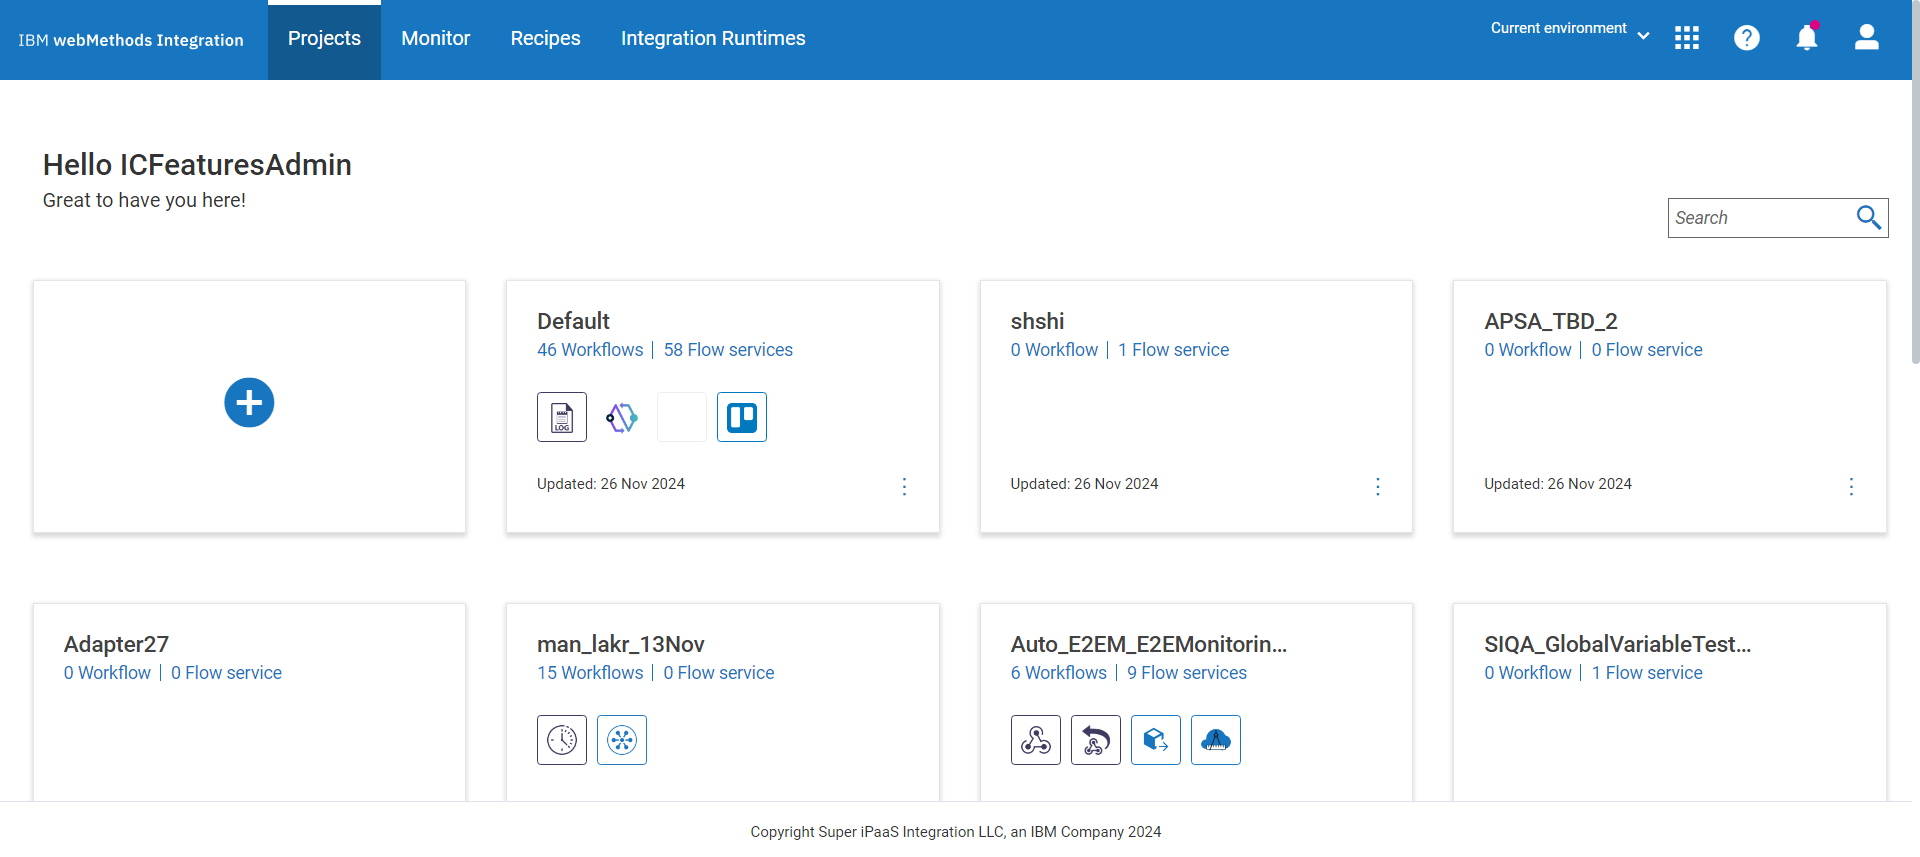 IBM webMethods Integration
Projects
Monitor
Recipes
Integration Runtimes
Current environment
Hello ICFeaturesAdmin
Great to have you here!
Search
Default
46 Workflows | 58 Flow services
LOG
Updated: 26 Nov 2024
shshi
0 Workflow | 1 Flow service
Updated: 26 Nov 2024
APSA_TBD_2
0 Workflow | 0 Flow service
Updated: 26 Nov 2024
Adapter27
0 Workflow | 0 Flow service
man_lakr_13Nov
15 Workflows | 0 Flow service
Auto_E2EM_E2EMonitorin...
6 Workflows | 9 Flow services
SIQA_GlobalVariableTest...
0 Workflow | 1 Flow service
Copyright Super iPaaS Integration LLC, an IBM Company 2024